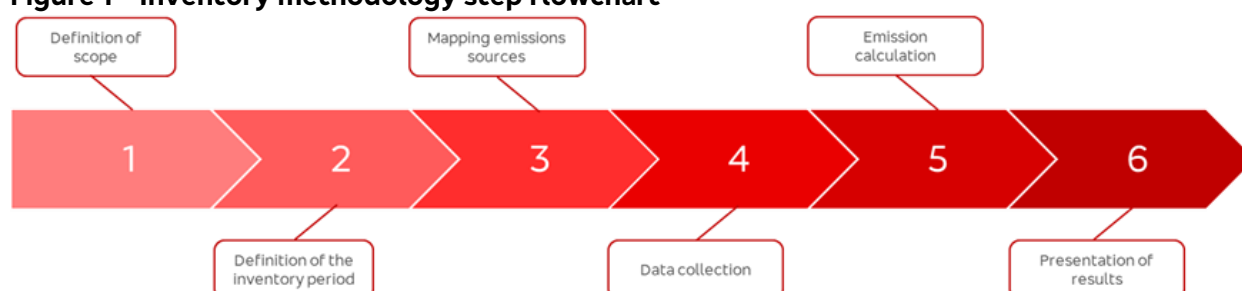 Figure 1 - Inventory methodology step flowchart
Definition of
scope
Mapping emissions
sources
Emission
calculation
1
2
3
4
5
6
Definition of the
inventory period
Data collection
Presentation of
results